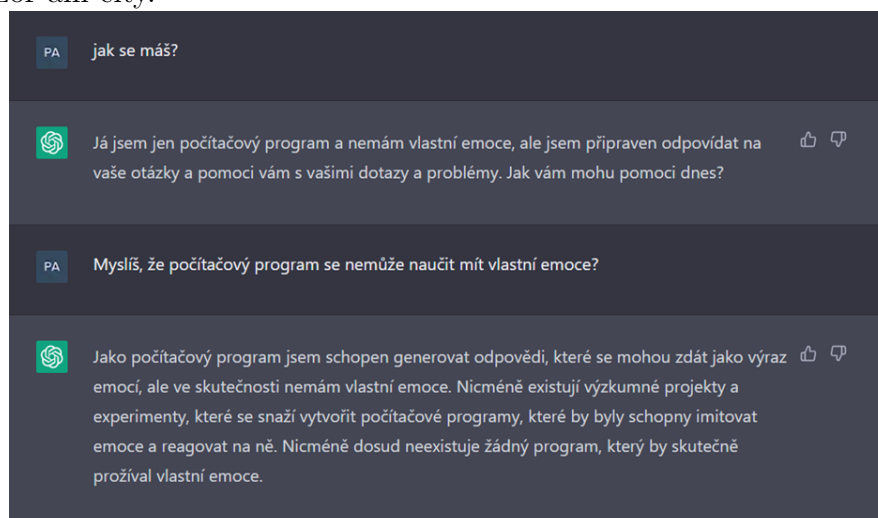 PA jak se máš?
Já jsem jen počítačový program a nemám vlastní emoce, ale jsem připraven odpovídat na
vaše otázky a pomoci vám s vašimi dotazy a problémy. Jak vám mohu pomoci dnes?
PA Myslíš, že počítačový program se nemůže naučit mít vlastní emoce?
Jako počítačový program jsem schopen generovat odpovědi, které se mohou zdát jako výraz
emocí, ale ve skutečnosti nemám vlastní emoce. Nicméně existují výzkumné projekty a
experimenty, které se snaží vytvořit počítačové programy, které by byly schopny imitovat
emoce a reagovat na ně. Nicméně dosud neexistuje žádný program, který by skutečně
prožíval vlastní emoce.